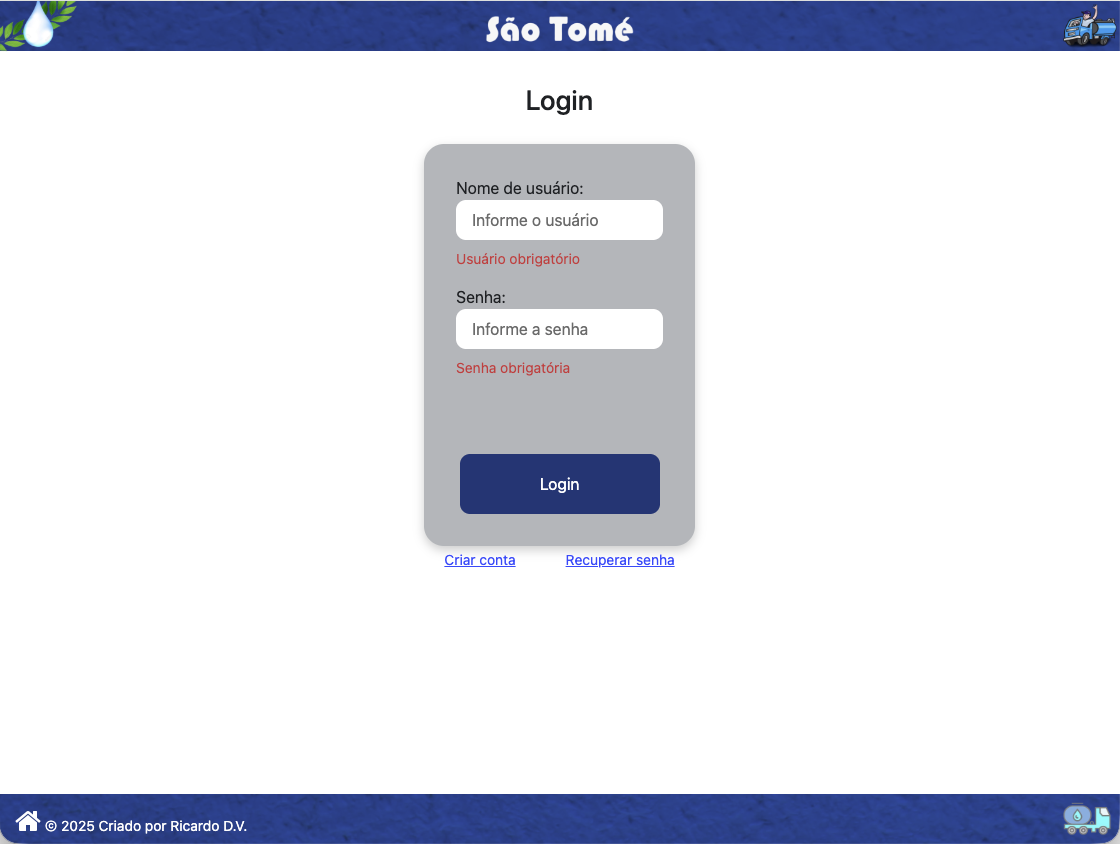 São Tomé
Login
Nome de usuário:
Informe o usuário
Usuário obrigatório
Senha:
Informe a senha
Senha obrigatória
Login
Criar conta Recuperar senha
© 2025 Criado por Ricardo D.V.